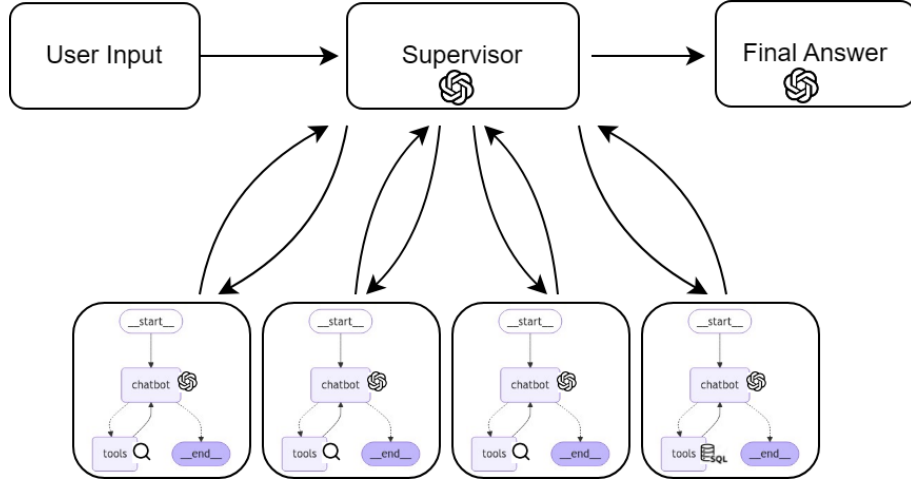 User Input
Supervisor
Final Answer
__start__
chatbot
tools
__end__
__start__
chatbot
tools
__end__
__start__
chatbot
tools
__end__
__start__
chatbot
tools
SQL
__end__